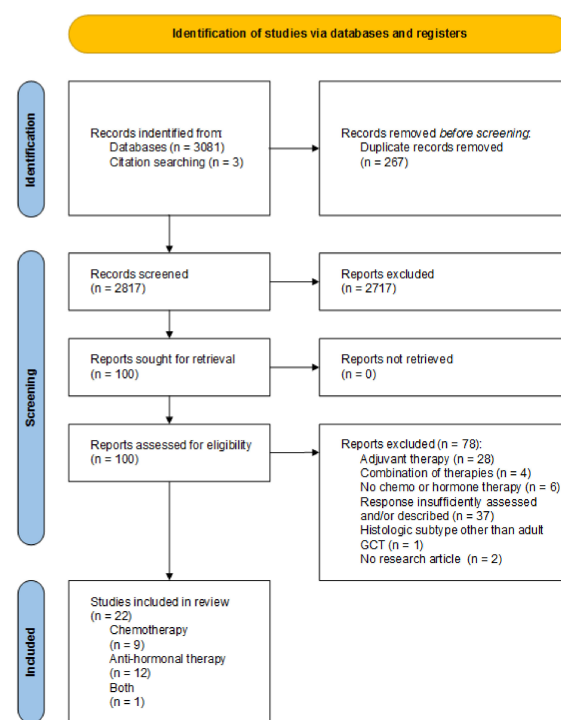 Identification of studies via databases and registers
Identification
Records indentified from:
Databases (n = 3081)
Citation searching (n = 3)
Records removed before screening:
Duplicate records removed
(n = 267)
Screening
Records screened
(n = 2817)
Reports excluded
(n = 2717)
Reports sought for retrieval
(n = 100)
Reports not retrieved
(n = 0)
Reports assessed for eligibility
(n = 100)
Reports excluded (n = 78):
Adjuvant therapy (n = 28)
Combination of therapies (n = 4)
No chemo or hormone therapy (n = 6)
Response insufficiently assessed
and/or described (n = 37)
Histologic subtype other than adult
GCT (n = 1)
No research article (n = 2)
Included
Studies included in review
(n = 22)
Chemotherapy
(n = 9)
Anti-hormonal therapy
(n = 12)
Both
(n = 1)